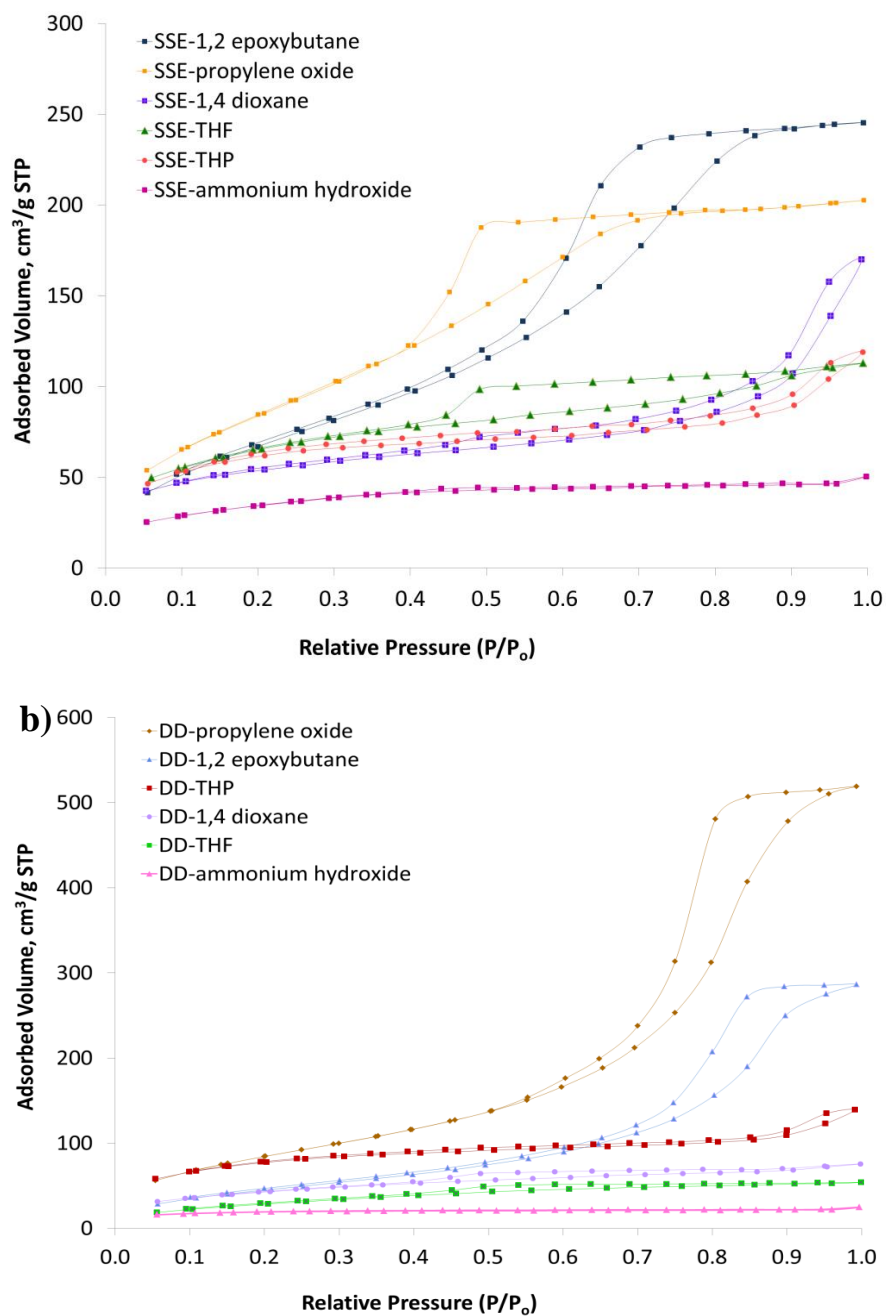 300
250
200
150
100
50
0
Adsorbed Volume, cm³/g STP
SSE-1,2 epoxybutane
SSE-propylene oxide
SSE-1,4 dioxane
SSE-THF
SSE-THP
SSE-ammonium hydroxide
0.0 0.1 0.2 0.3 0.4 0.5 0.6 0.7 0.8 0.9 1.0
Relative Pressure (P/Pₒ)
b)
600
500
400
300
200
100
0
Adsorbed Volume, cm³/g STP
DD-propylene oxide
DD-1,2 epoxybutane
DD-THP
DD-1,4 dioxane
DD-THF
DD-ammonium hydroxide
0.0 0.1 0.2 0.3 0.4 0.5 0.6 0.7 0.8 0.9 1.0
Relative Pressure (P/Pₒ)